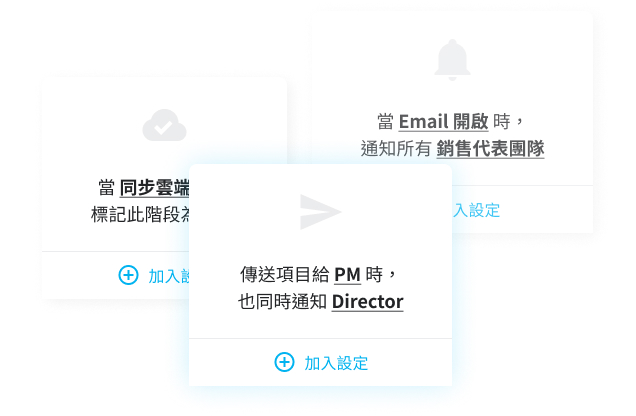 當 Email 開啟 時，
通知所有 銷售代表團隊
入設定
當 同步雲端
標記此階段為
加入設
傳送項目給 PM 時，
也同時通知 Director
加入設定